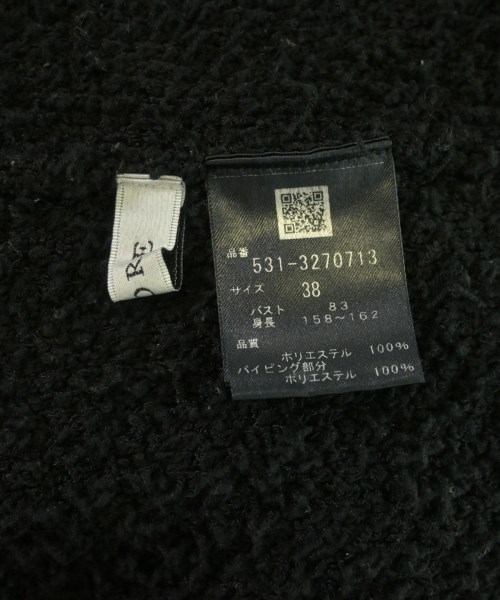 RE
品番 531-3270713
サイズ 38
バスト 83
身長 158~162
品質
ポリエステル 100%
パイピング部分
ポリエステル 100%